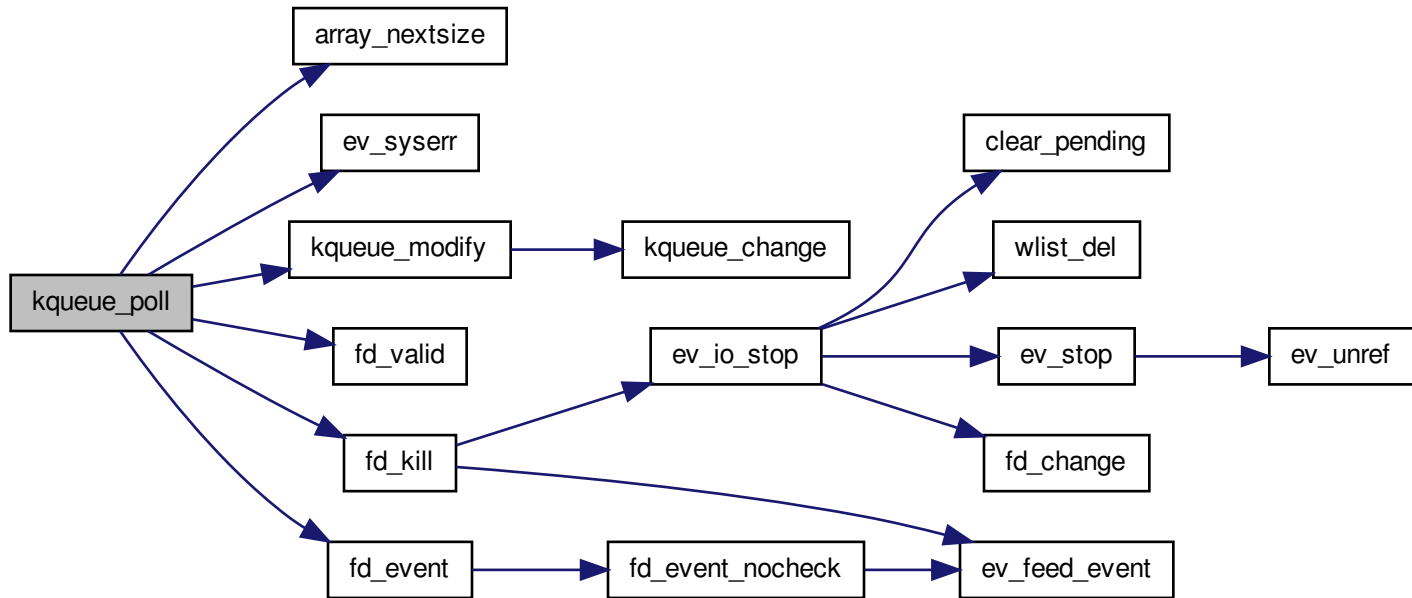 array_nextsize
ev_syserr
clear_pending
kqueue_modify
kqueue_change
wlist_del
kqueue_poll
fd_valid
ev_io_stop
ev_stop
ev_unref
fd_kill
fd_change
fd_event
fd_event_nocheck
ev_feed_event